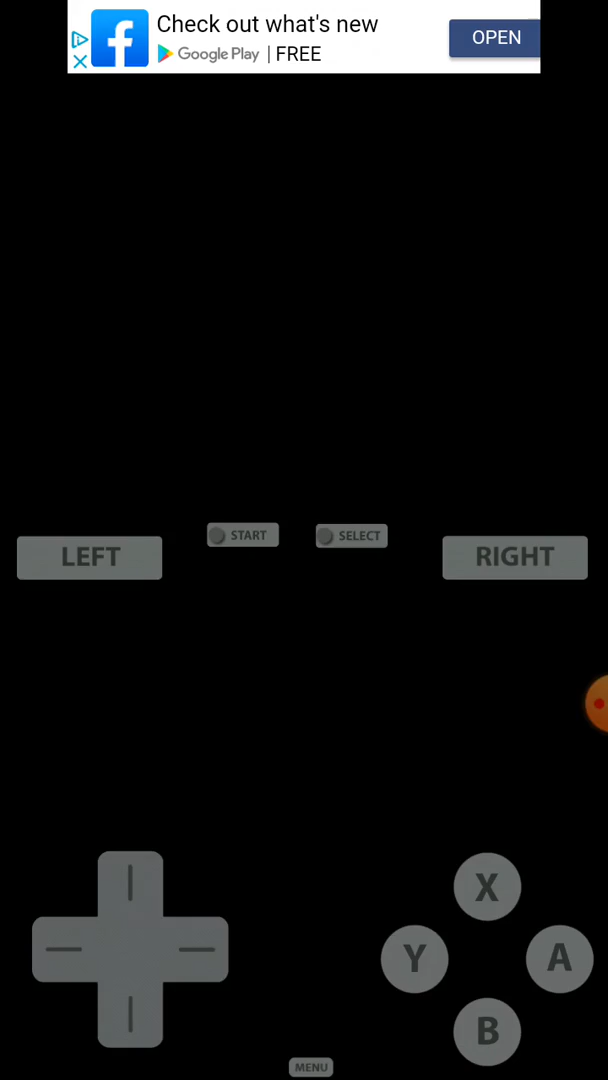 Check out what's new
Google Play | FREE
OPEN
START
SELECT
LEFT
RIGHT
X
Y
A
B
MENU